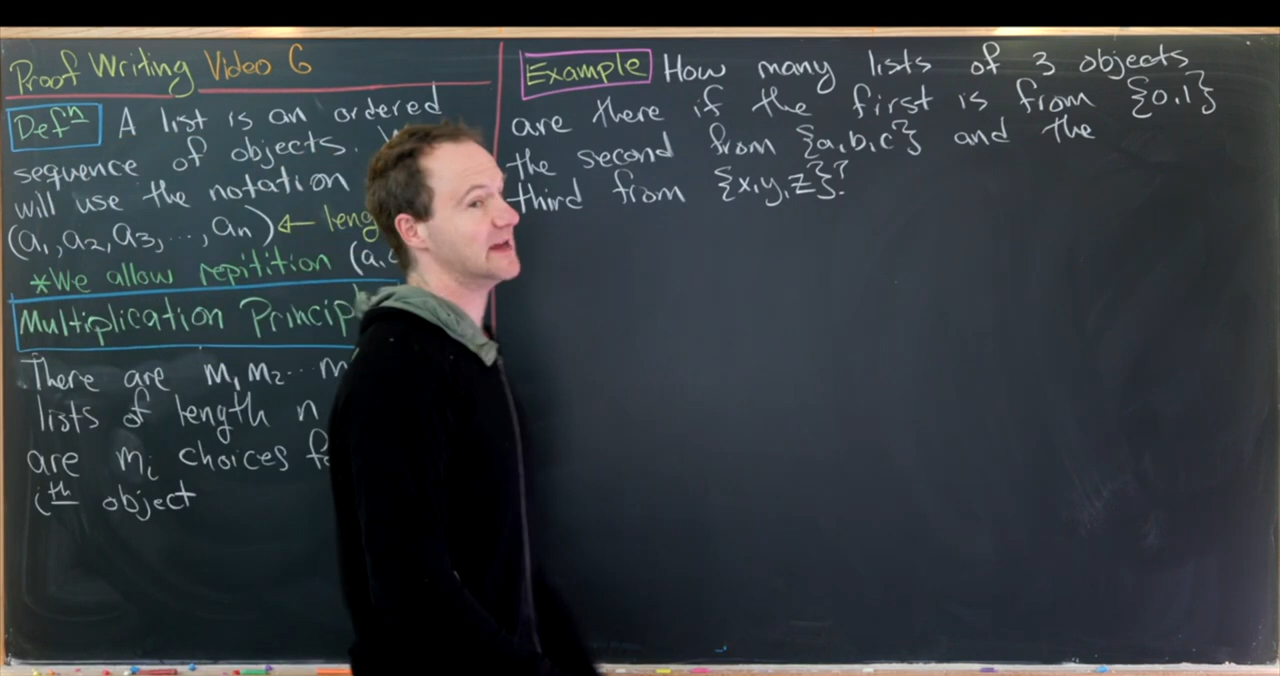 Proof Writing Video 6
Defⁿ A list is an ordered
sequence of objects.
will use the notation
(a₁, a₂, a₃, ..., aₙ) ←
*We allow repitition
Multiplication
There are m₁ m₂ ...
lists of length n
are mᵢ choices
iᵗʰ object
Example How many lists of 3 objects
are there if the first is from {0,1}
the second from {a,b,c} and the
third from {x,y,z}?